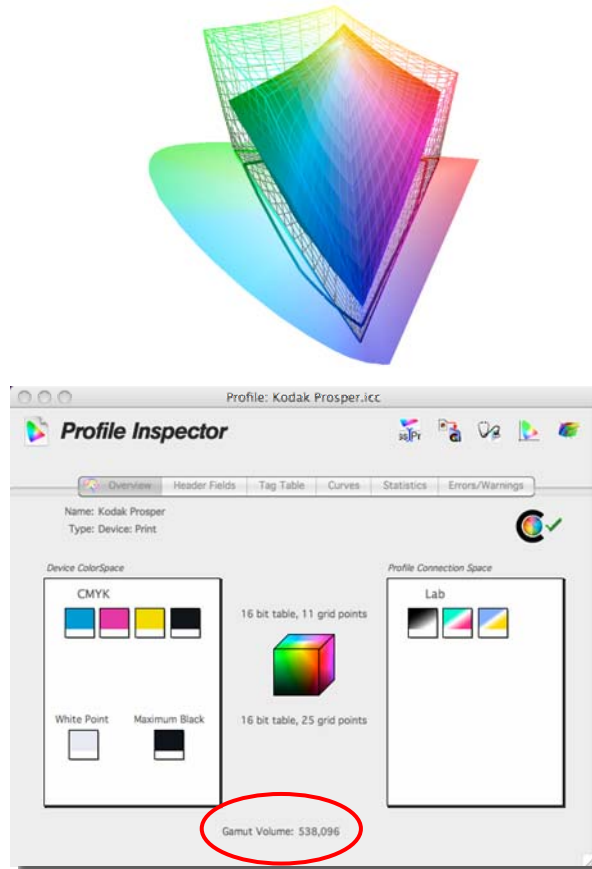 Profile: Kodak Prosper.icc
Profile Inspector
Overview Header Fields Tag Table Curves Statistics Errors/Warnings
Name: Kodak Prosper
Type: Device: Print
Device ColorSpace
Profile Connection Space
CMYK
Lab
16 bit table, 11 grid points
White Point Maximum Black
16 bit table, 25 grid points
Gamut Volume: 538,096